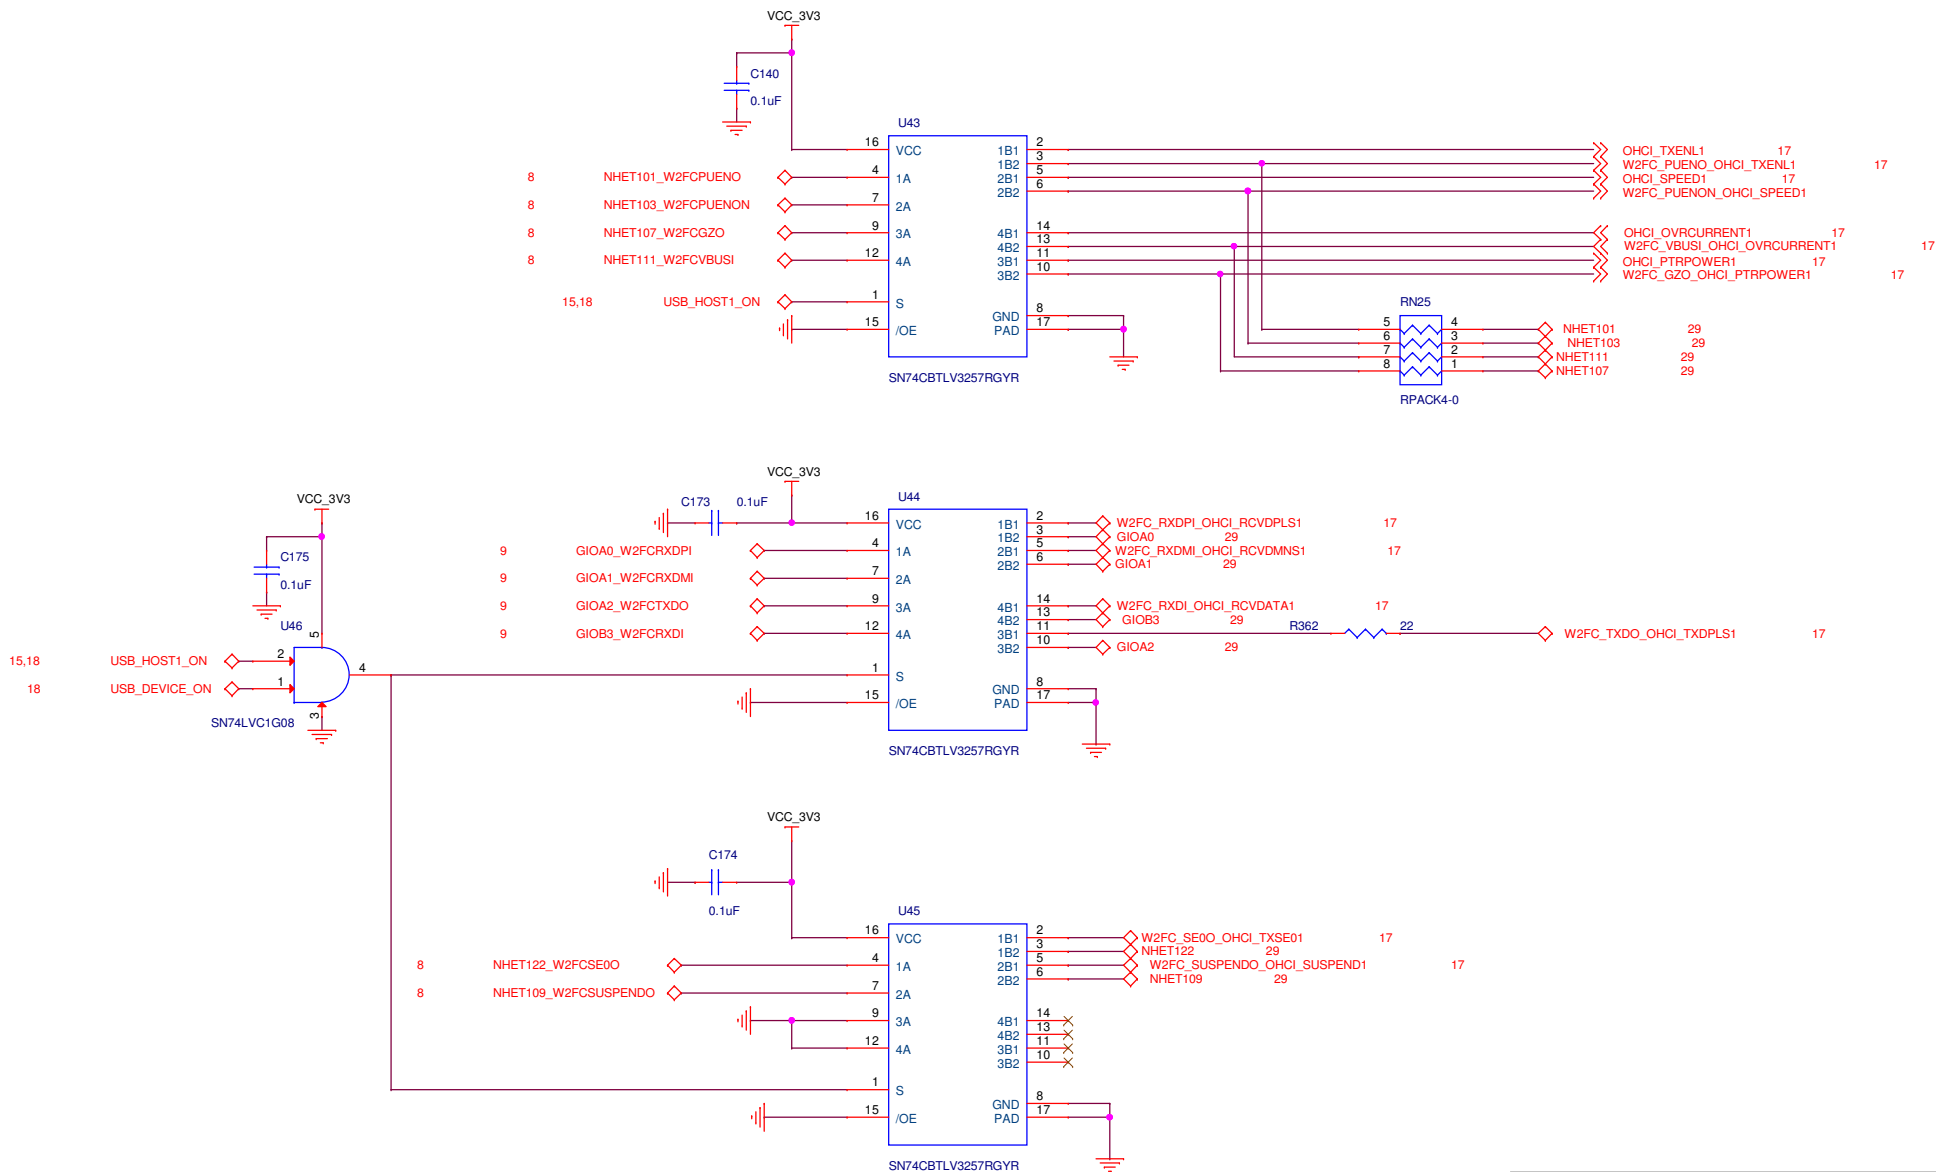 VCC_3V3
C140
0.1uF
U43
16 VCC 1B1 2 OHCI_TXENL1 17
1B2 3 W2FC_PUENO_OHCI_TXENL1 17
8 NHET101_W2FCPUENO 4 1A 2B1 5 OHCI_SPEED1 17
2B2 6 W2FC_PUENON_OHCI_SPEED1
8 NHET103_W2FCPUENON 7 2A
8 NHET107_W2FCGZO 9 3A 4B1 14 OHCI_OVRCURRENT1 17
4B2 13 W2FC_VBUSI_OHCI_OVRCURRENT1 17
8 NHET111_W2FCVBUSI 12 4A 3B1 11 OHCI_PTRPOWER1 17
3B2 10 W2FC_GZO_OHCI_PTRPOWER1 17
15,18 USB_HOST1_ON 1 S RN25
GND 8
15 /OE PAD 17 5 4 NHET101 29
6 3 NHET103 29
7 2 NHET111 29
8 1 NHET107 29
SN74CBTLV3257RGYR
RPACK4-0
VCC_3V3
VCC_3V3
C173 0.1uF U44
16 VCC 1B1 2 W2FC_RXDPI_OHCI_RCVDPLS1 17
1B2 3 GIOA0 29
9 GIOA0_W2FCRXDPI 4 1A 2B1 5 W2FC_RXDMI_OHCI_RCVDMNS1 17
C175
2B2 6 GIOA1 29
9 GIOA1_W2FCRXDMI 7 2A
0.1uF
9 GIOA2_W2FCTXDO 9 3A 4B1 14 W2FC_RXDI_OHCI_RCVDATA1 17
4B2 13 GIOB3 29
U46 5
9 GIOB3_W2FCRXDI 12 4A 3B1 11 R362 22 W2FC_TXDO_OHCI_TXDPLS1 17
3B2 10 GIOA2 29
15,18 USB_HOST1_ON 2
4 1 S
18 USB_DEVICE_ON 1 GND 8
15 /OE PAD 17
3
SN74LVC1G08
SN74CBTLV3257RGYR
VCC_3V3
C174
0.1uF
U45
16 VCC 1B1 2 W2FC_SE0O_OHCI_TXSE01 17
1B2 3 NHET122 29
8 NHET122_W2FCSE0O 4 1A 2B1 5 W2FC_SUSPENDO_OHCI_SUSPEND1 17
2B2 6 NHET109 29
8 NHET109_W2FCSUSPENDO 7 2A
9 3A 4B1 14
4B2 13
12 4A 3B1 11
3B2 10
1 S
GND 8
15 /OE PAD 17
SN74CBTLV3257RGYR